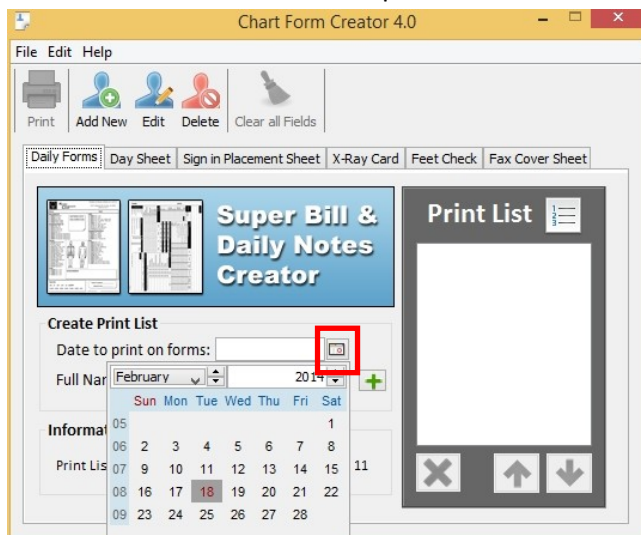 Chart Form Creator 4.0
File Edit Help
Print Add New Edit Delete Clear all Fields
Daily Forms Day Sheet Sign in Placement Sheet X-Ray Card Feet Check Fax Cover Sheet
Super Bill &
Daily Notes
Creator
Print List
Create Print List
Date to print on forms:
Full Nar
February 2014
Sun Mon Tue Wed Thu Fri Sat
05 1
06 2 3 4 5 6 7 8
07 9 10 11 12 13 14 15
08 16 17 18 19 20 21 22
09 23 24 25 26 27 28
Informat
Print Lis 11